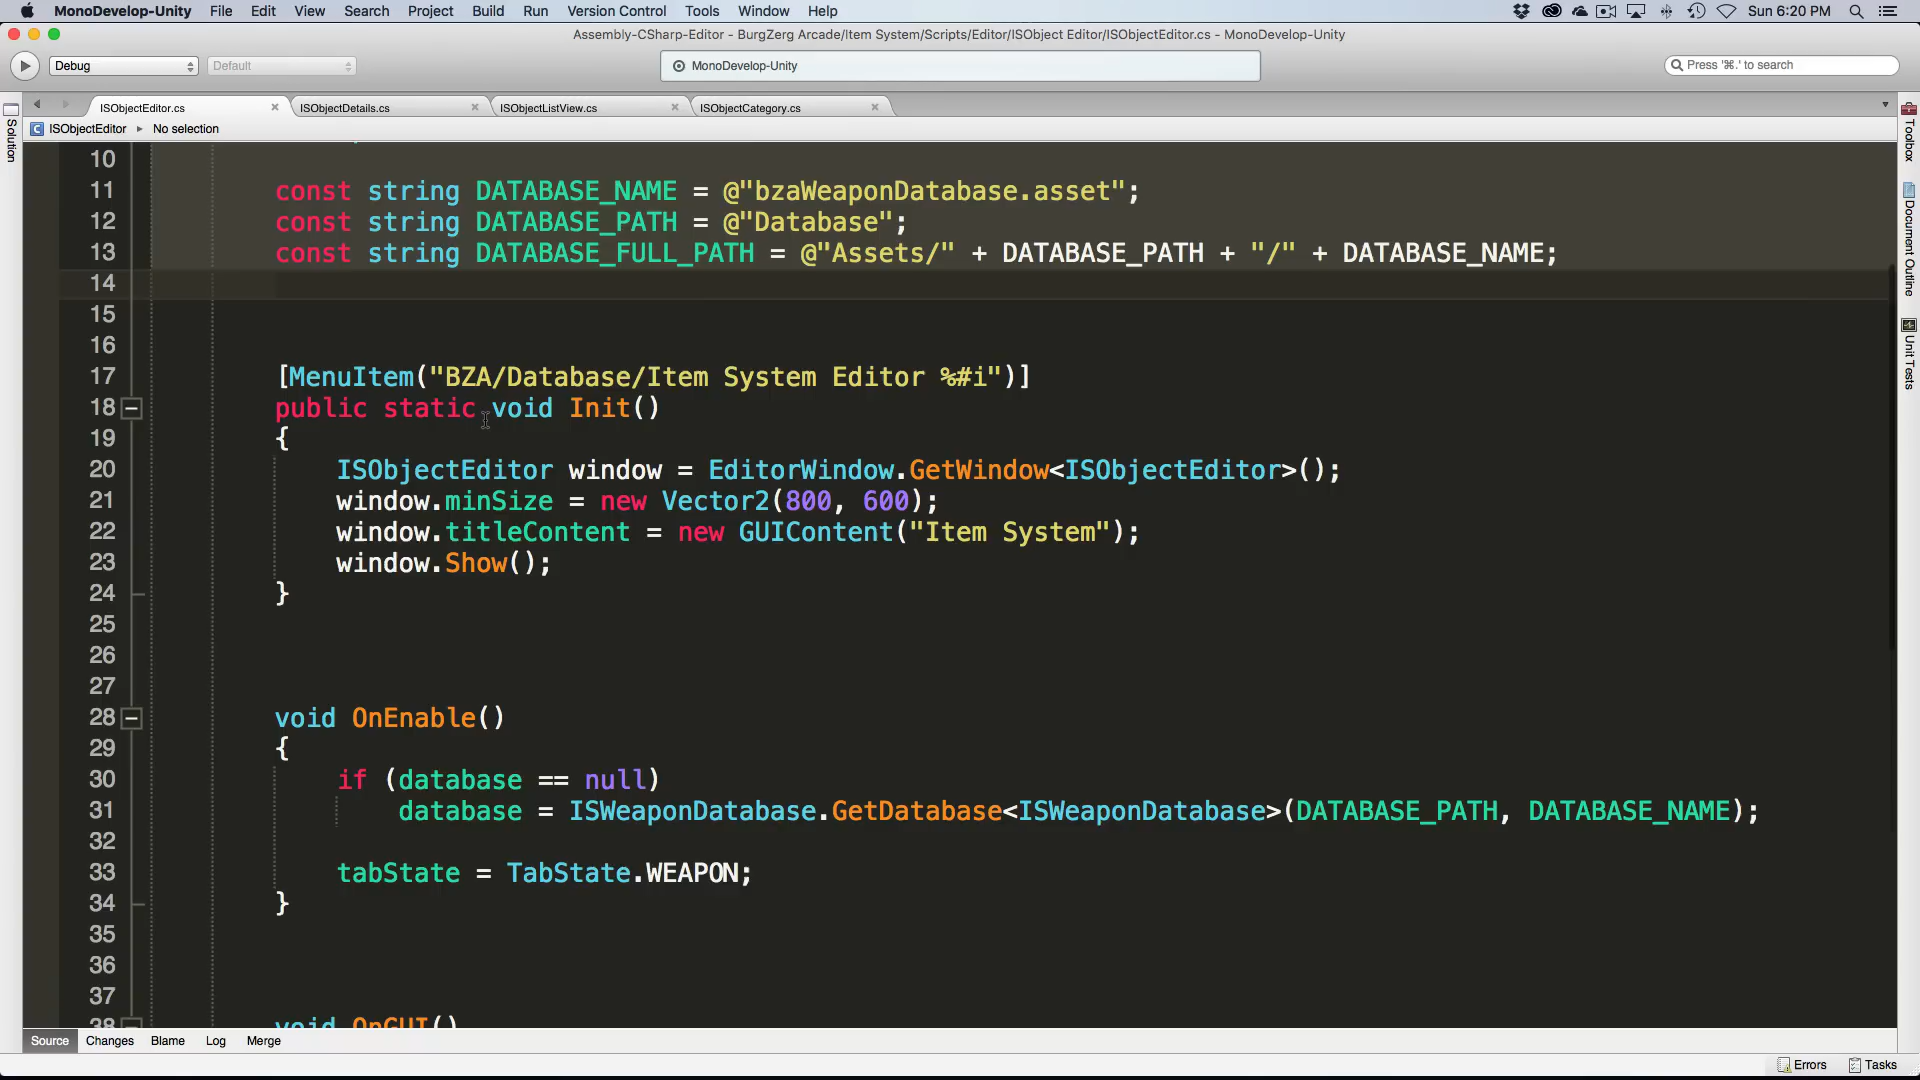 MonoDevelop-Unity File Edit View Search Project Build Run Version Control Tools Window Help Sun 6:20 PM
Assembly-CSharp-Editor - BurgZerg Arcade/Item System/Scripts/Editor/ISObject Editor/ISObjectEditor.cs - MonoDevelop-Unity
Debug Default MonoDevelop-Unity Press '⌘.' to search
ISObjectEditor.cs ISObjectDetails.cs ISObjectListView.cs ISObjectCategory.cs
ISObjectEditor ▸ No selection
Solution
Toolbox
Document Outline
Unit Tests
10
11 const string DATABASE_NAME = @"bzaWeaponDatabase.asset";
12 const string DATABASE_PATH = @"Database";
13 const string DATABASE_FULL_PATH = @"Assets/" + DATABASE_PATH + "/" + DATABASE_NAME;
14
15
16
17 [MenuItem("BZA/Database/Item System Editor %#i")]
18 public static void Init()
19 {
20 ISObjectEditor window = EditorWindow.GetWindow<ISObjectEditor>();
21 window.minSize = new Vector2(800, 600);
22 window.titleContent = new GUIContent("Item System");
23 window.Show();
24 }
25
26
27
28 void OnEnable()
29 {
30 if (database == null)
31 database = ISWeaponDatabase.GetDatabase<ISWeaponDatabase>(DATABASE_PATH, DATABASE_NAME);
32
33 tabState = TabState.WEAPON;
34 }
35
36
37
38 void OnGUI()
Source Changes Blame Log Merge
Errors Tasks